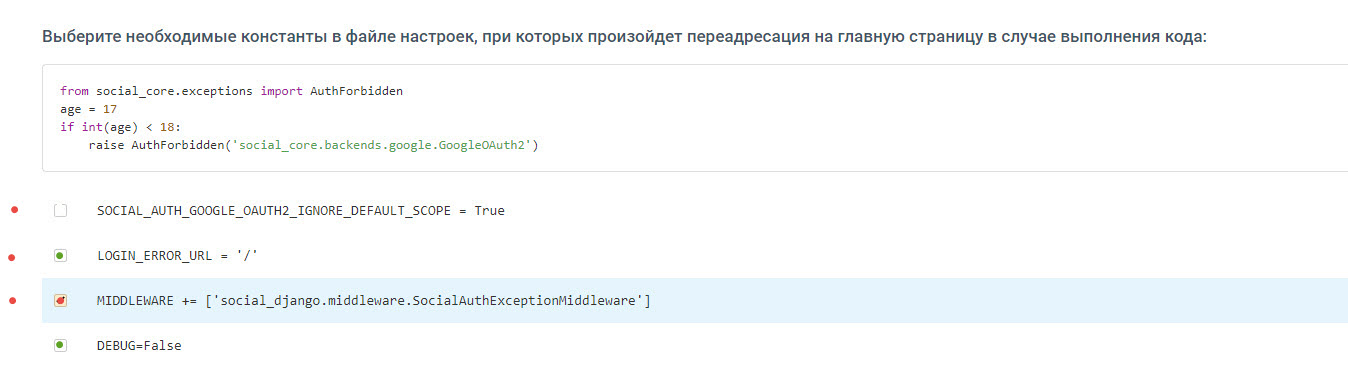 Выберите необходимые константы в файле настроек, при которых произойдет переадресация на главную страницу в случае выполнения кода:
from social_core.exceptions import AuthForbidden
age = 17
if int(age) < 18:
    raise AuthForbidden('social_core.backends.google.GoogleOAuth2')
SOCIAL_AUTH_GOOGLE_OAUTH2_IGNORE_DEFAULT_SCOPE = True
LOGIN_ERROR_URL = '/'
MIDDLEWARE += ['social_django.middleware.SocialAuthExceptionMiddleware']
DEBUG=False